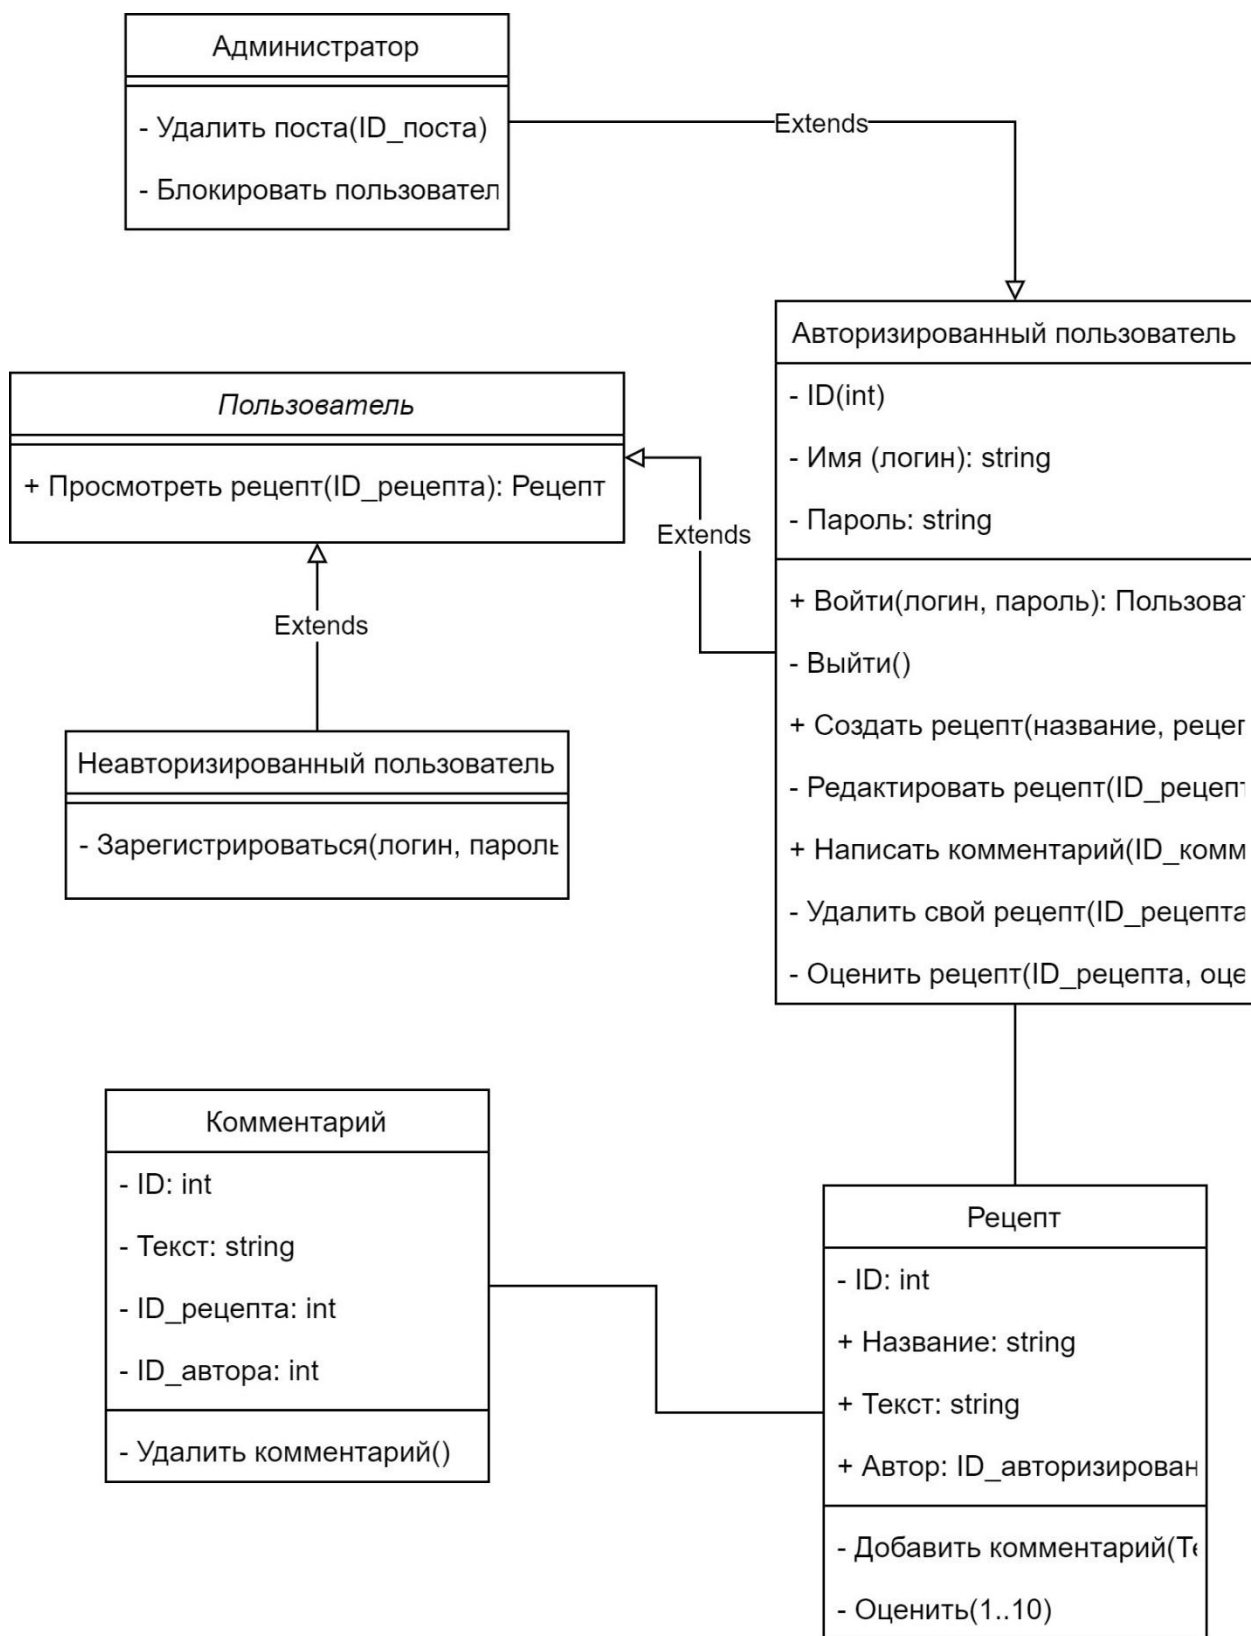 Администратор
- Удалить поста(ID_поста)
- Блокировать пользовател
Extends
Авторизированный пользователь
- ID(int)
- Имя (логин): string
- Пароль: string
+ Войти(логин, пароль): Пользоват
- Выйти()
+ Создать рецепт(название, рецеп
- Редактировать рецепт(ID_рецепт
+ Написать комментарий(ID_комм
- Удалить свой рецепт(ID_рецепта
- Оценить рецепт(ID_рецепта, оце
Пользователь
+ Просмотреть рецепт(ID_рецепта): Рецепт
Extends
Extends
Неавторизированный пользователь
- Зарегистрироваться(логин, пароль
Комментарий
- ID: int
- Текст: string
- ID_рецепта: int
- ID_автора: int
- Удалить комментарий()
Рецепт
- ID: int
+ Название: string
+ Текст: string
+ Автор: ID_авторизирован
- Добавить комментарий(Те
- Оценить(1..10)